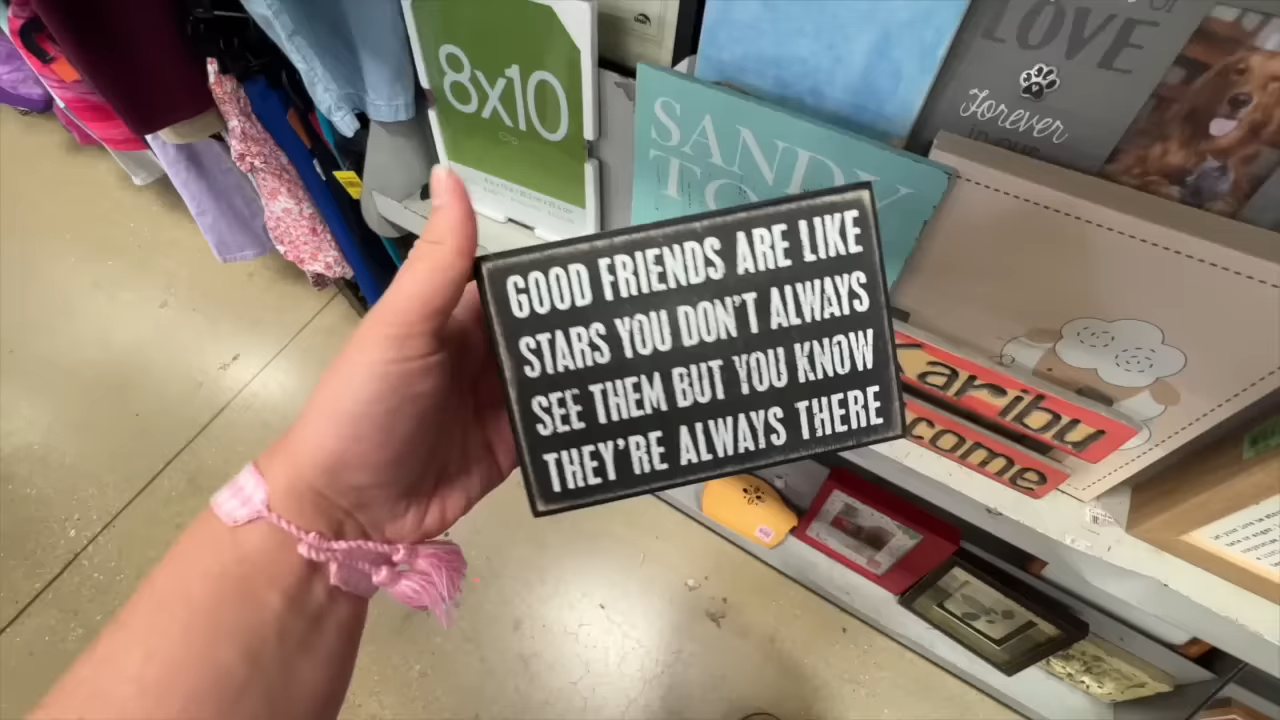 8x10
SANDY
LOVE
Forever
GOOD FRIENDS ARE LIKE
STARS YOU DON'T ALWAYS
SEE THEM BUT YOU KNOW
THEY'RE ALWAYS THERE
Karibu
come